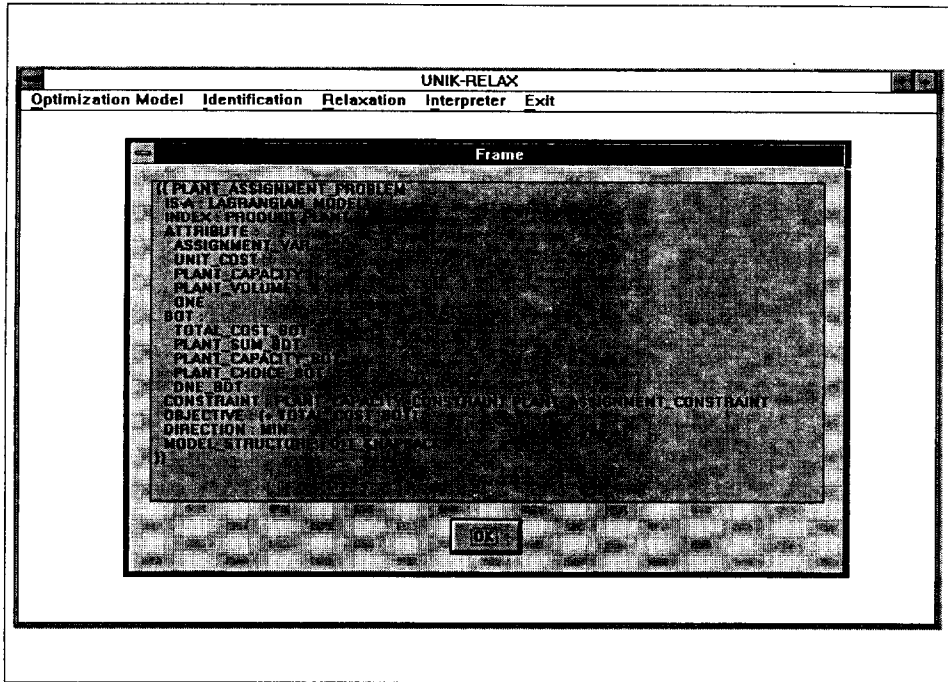 UNIK-RELAX
Optimization Model Identification Relaxation Interpreter Exit
Frame
{{ PLANT_ASSIGNMENT_PROBLEM
IS-A : LAGRANGIAN_MODEL
INDEX : PRODUCT PLANT
ATTRIBUTE :
ASSIGNMENT_VAR
UNIT_COST
PLANT_CAPACITY
PLANT_VOLUME
ONE
BOT :
TOTAL_COST_BOT
PLANT_SUM_BOT
PLANT_CAPACITY_BOT
PLANT_CHOICE_BOT
ONE_BOT
CONSTRAINT : PLANT_CAPACITY_CONSTRAINT PLANT_ASSIGNMENT_CONSTRAINT
OBJECTIVE : (+ TOTAL_COST_BOT)
DIRECTION : MIN
MODEL_STRUCTURE :
}}
OK